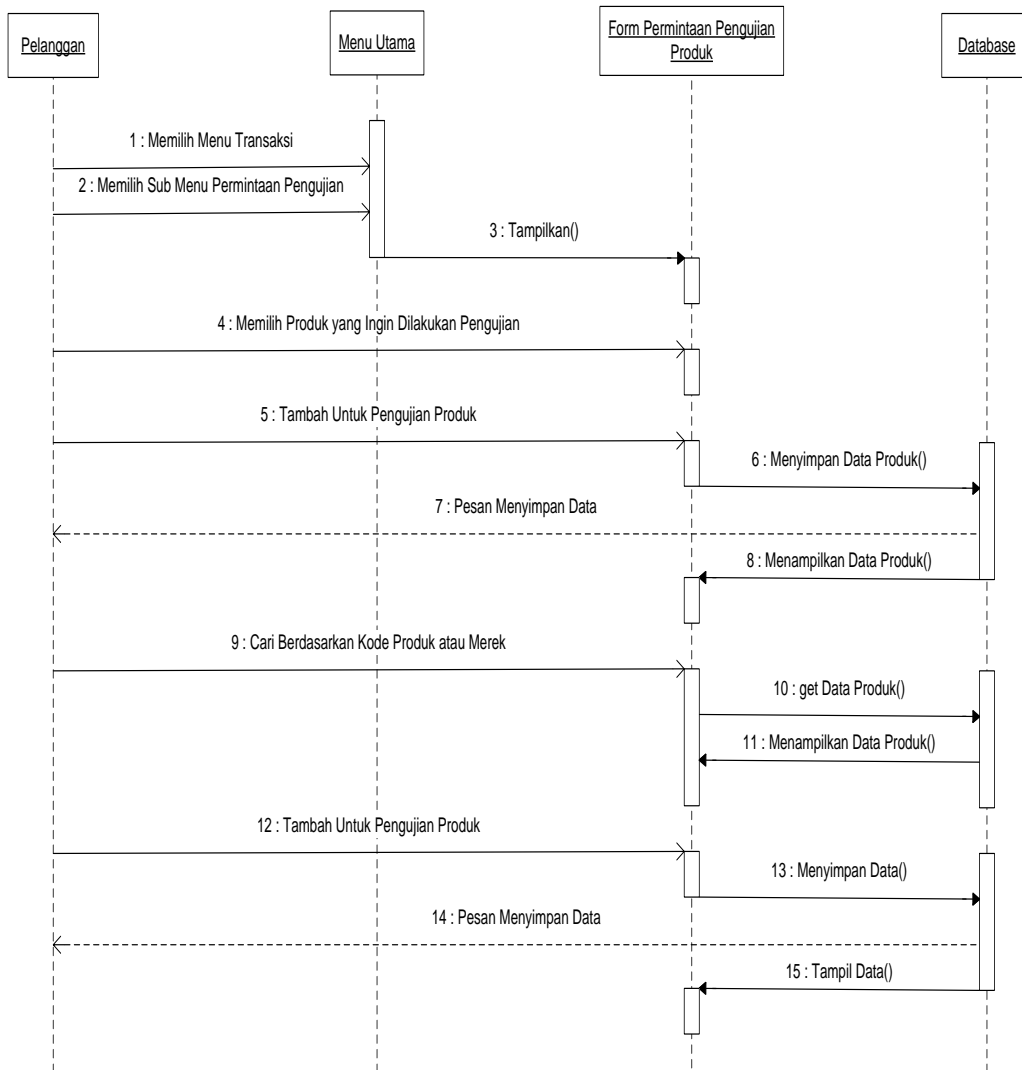 Pelanggan
Menu Utama
Form Permintaan Pengujian
Produk
Database
1 : Memilih Menu Transaksi
2 : Memilih Sub Menu Permintaan Pengujian
3 : Tampilkan()
4 : Memilih Produk yang Ingin Dilakukan Pengujian
5 : Tambah Untuk Pengujian Produk
6 : Menyimpan Data Produk()
7 : Pesan Menyimpan Data
8 : Menampilkan Data Produk()
9 : Cari Berdasarkan Kode Produk atau Merek
10 : get Data Produk()
11 : Menampilkan Data Produk()
12 : Tambah Untuk Pengujian Produk
13 : Menyimpan Data()
14 : Pesan Menyimpan Data
15 : Tampil Data()